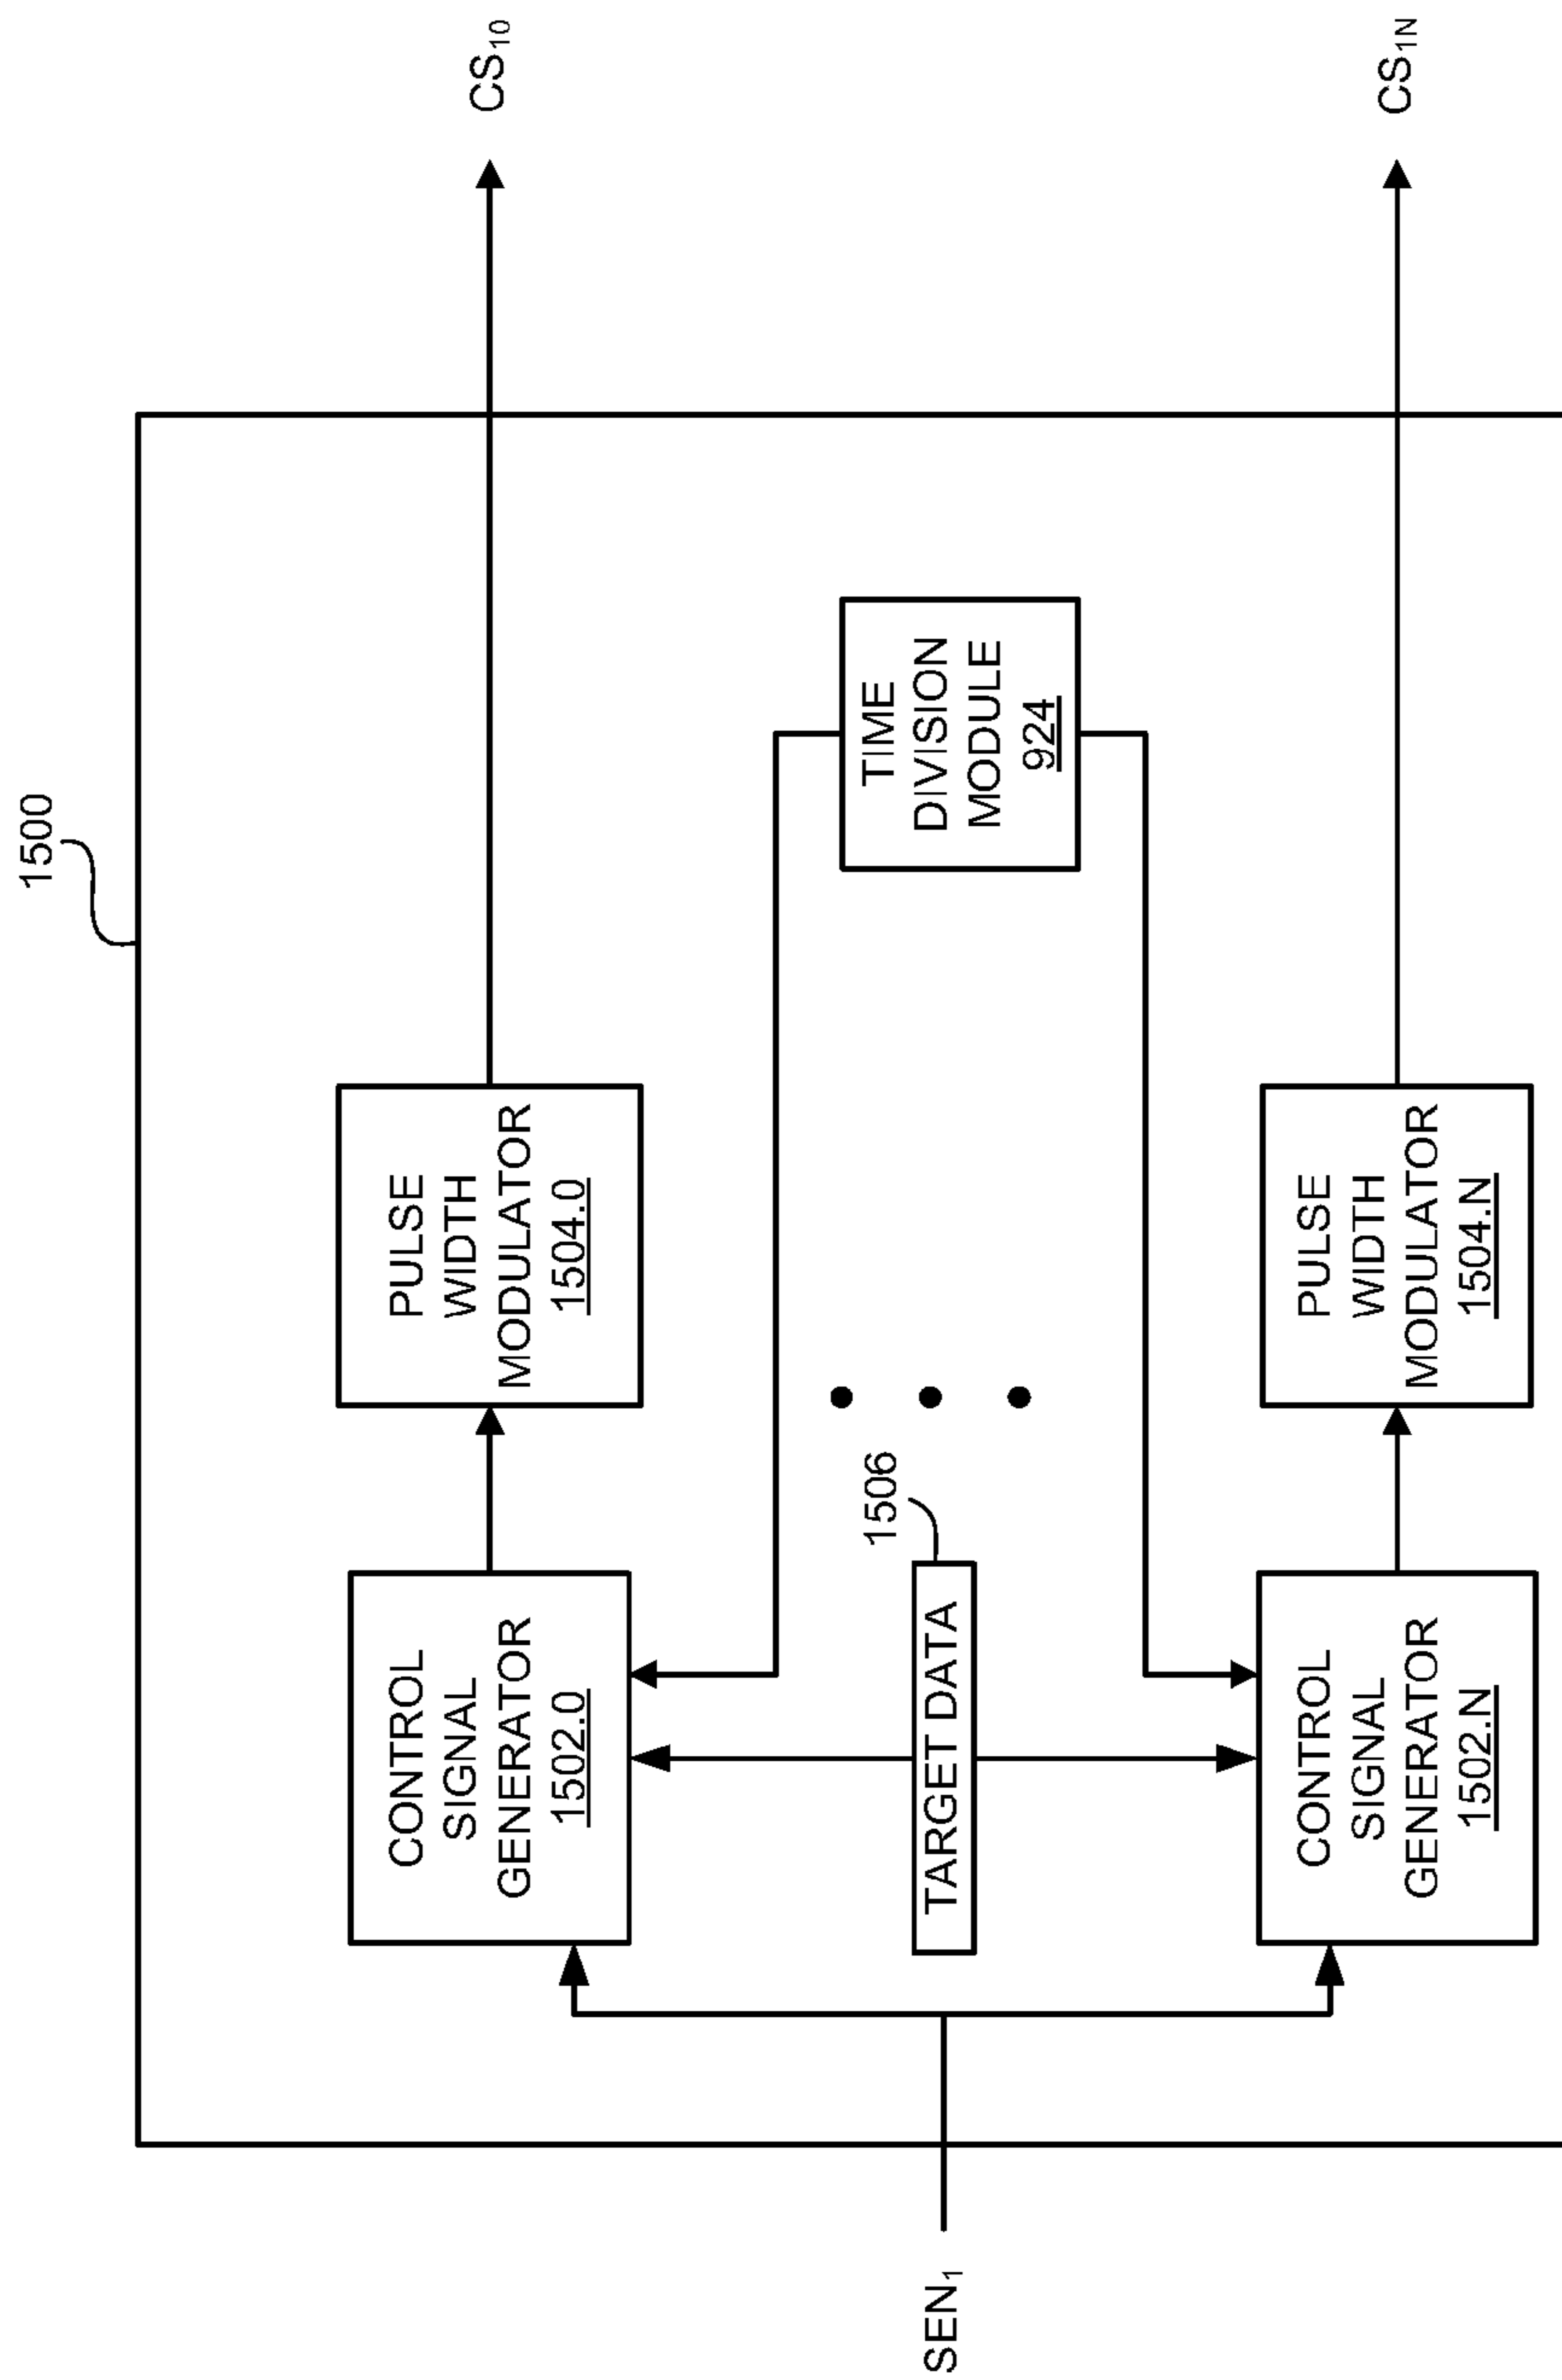 1500
CONTROL
SIGNAL
GENERATOR
1502.0
PULSE
WIDTH
MODULATOR
1504.0
CS₁₀
SEN₁
TARGET DATA
1506
TIME
DIVISION
MODULE
924
CONTROL
SIGNAL
GENERATOR
1502.N
PULSE
WIDTH
MODULATOR
1504.N
CS₁N